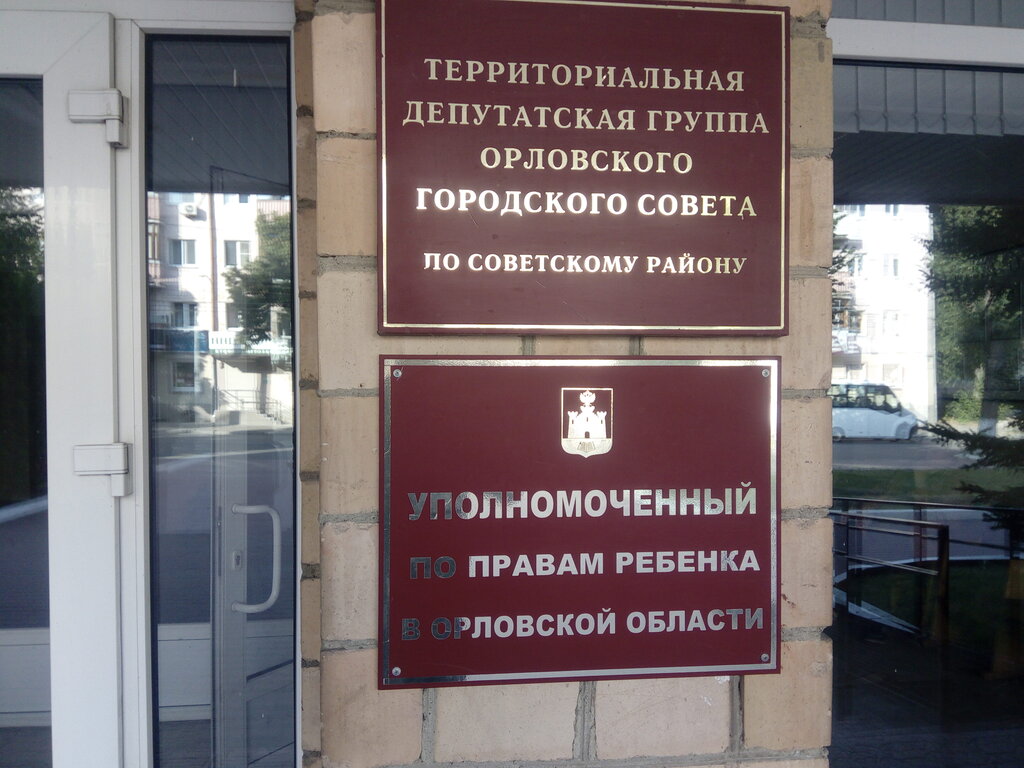 ТЕРРИТОРИАЛЬНАЯ
ДЕПУТАТСКАЯ ГРУППА
ОРЛОВСКОГО
ГОРОДСКОГО СОВЕТА
ПО СОВЕТСКОМУ РАЙОНУ
УПОЛНОМОЧЕННЫЙ
ПО ПРАВАМ РЕБЕНКА
В ОРЛОВСКОЙ ОБЛАСТИ